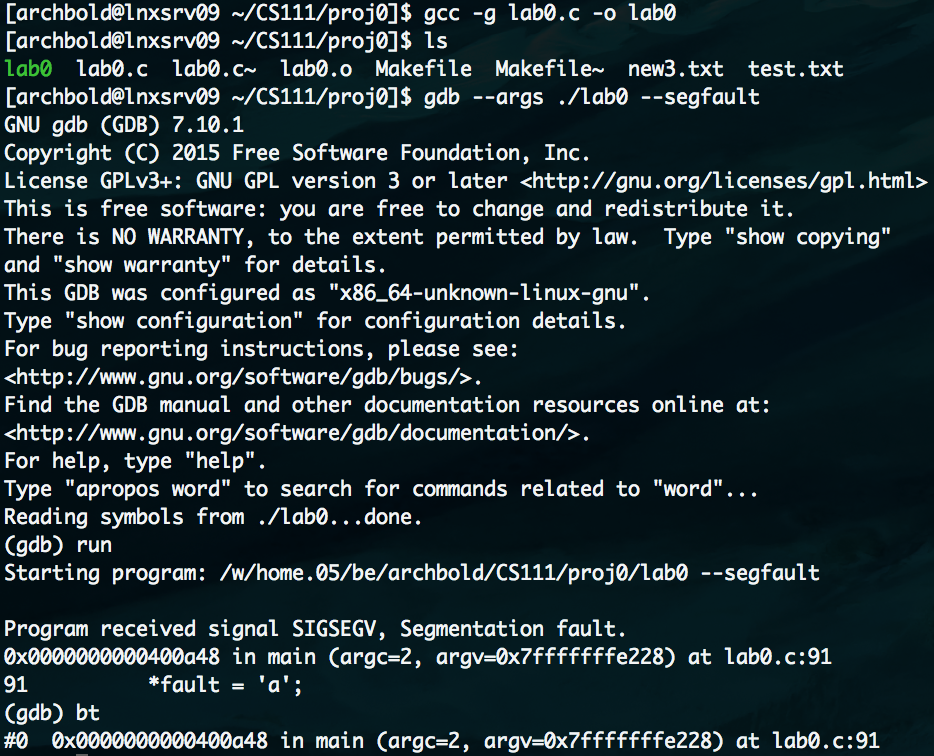 [archbold@lnxsrv09 ~/CS111/proj0]$ gcc -g lab0.c -o lab0
[archbold@lnxsrv09 ~/CS111/proj0]$ ls
lab0  lab0.c  lab0.c~  lab0.o  Makefile  Makefile~  new3.txt  test.txt
[archbold@lnxsrv09 ~/CS111/proj0]$ gdb --args ./lab0 --segfault
GNU gdb (GDB) 7.10.1
Copyright (C) 2015 Free Software Foundation, Inc.
License GPLv3+: GNU GPL version 3 or later <http://gnu.org/licenses/gpl.html>
This is free software: you are free to change and redistribute it.
There is NO WARRANTY, to the extent permitted by law.  Type "show copying"
and "show warranty" for details.
This GDB was configured as "x86_64-unknown-linux-gnu".
Type "show configuration" for configuration details.
For bug reporting instructions, please see:
<http://www.gnu.org/software/gdb/bugs/>.
Find the GDB manual and other documentation resources online at:
<http://www.gnu.org/software/gdb/documentation/>.
For help, type "help".
Type "apropos word" to search for commands related to "word"...
Reading symbols from ./lab0...done.
(gdb) run
Starting program: /w/home.05/be/archbold/CS111/proj0/lab0 --segfault
Program received signal SIGSEGV, Segmentation fault.
0x0000000000400a48 in main (argc=2, argv=0x7fffffffe228) at lab0.c:91
91          *fault = 'a';
(gdb) bt
#0  0x0000000000400a48 in main (argc=2, argv=0x7fffffffe228) at lab0.c:91